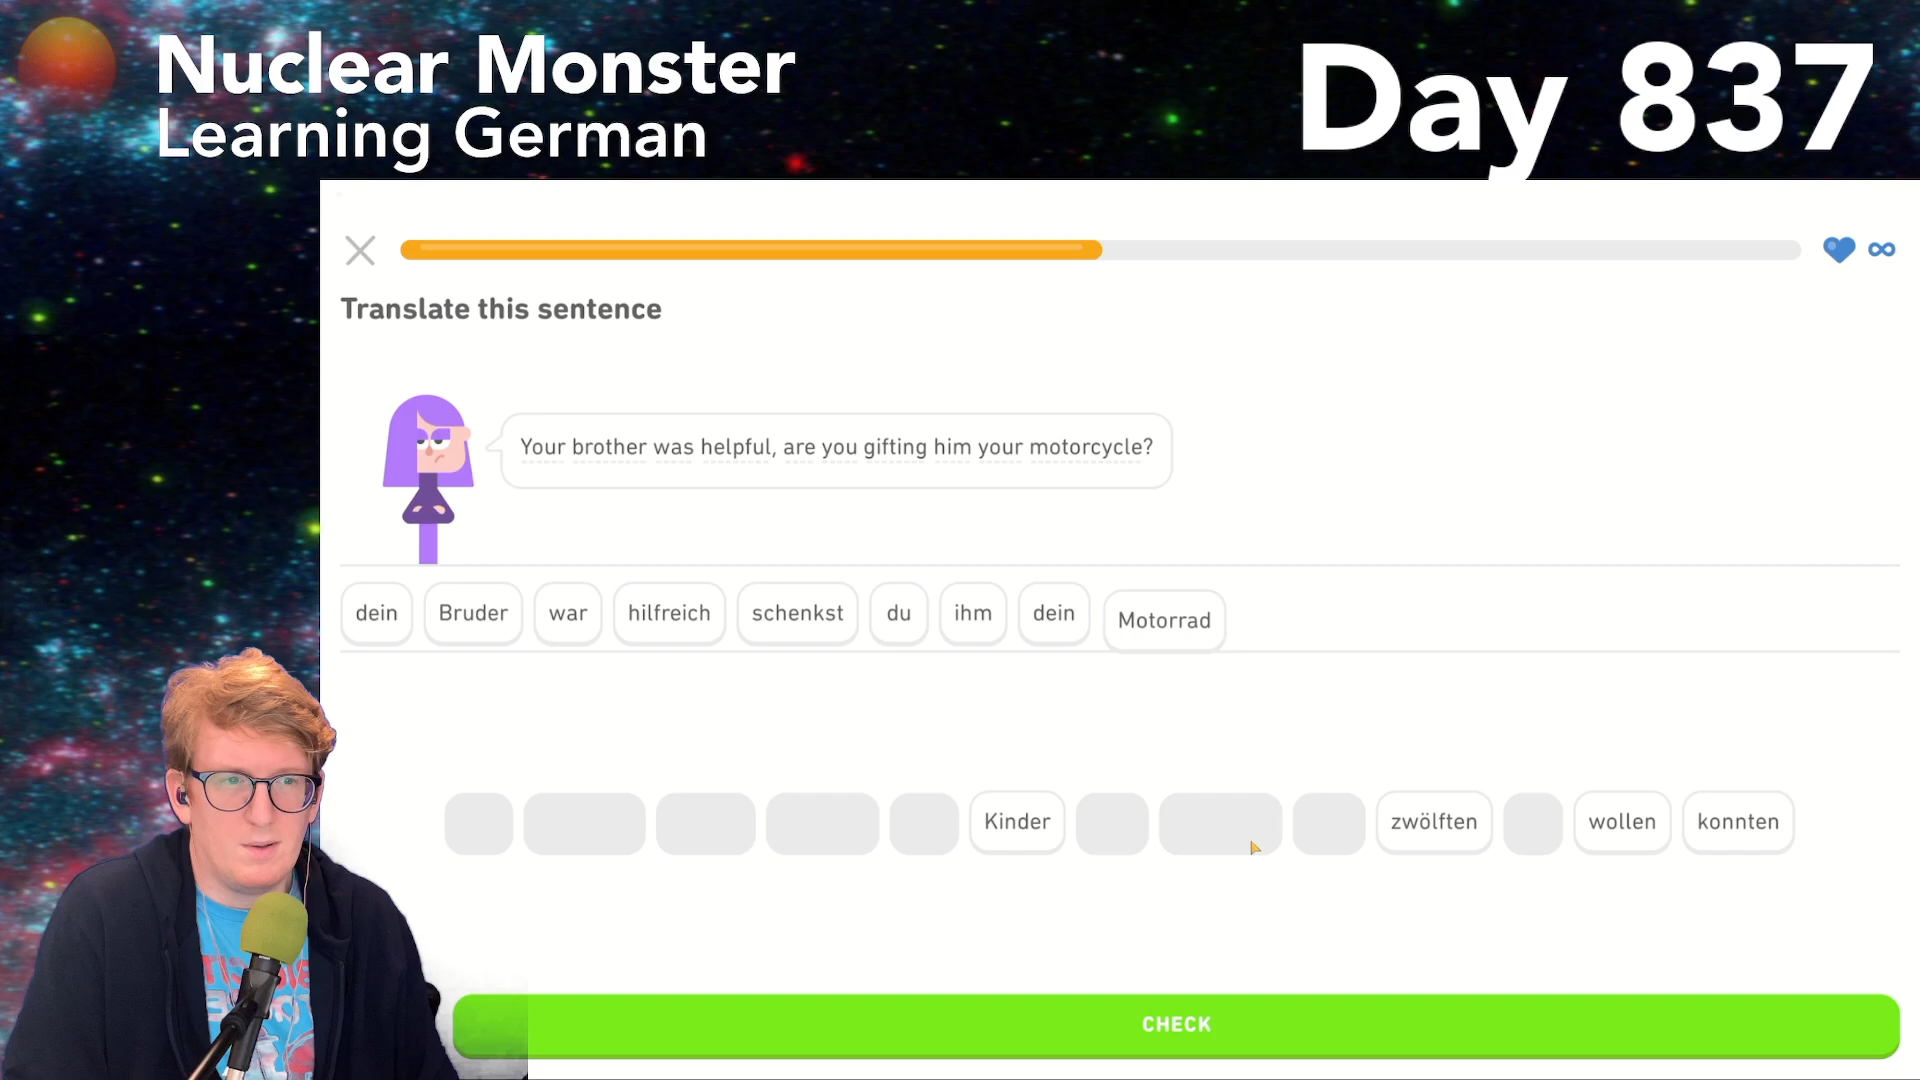 Nuclear Monster
Learning German
Day 837
Translate this sentence
Your brother was helpful, are you gifting him your motorcycle?
dein Bruder war hilfreich schenkst du ihm dein Motorrad
Kinder zwölften wollen konnten
CHECK